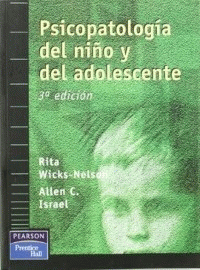 Psicopatología
del niño y
del adolescente
3ª edición
Rita
Wicks-Nelson
Allen C.
Israel
PEARSON
Prentice
Hall